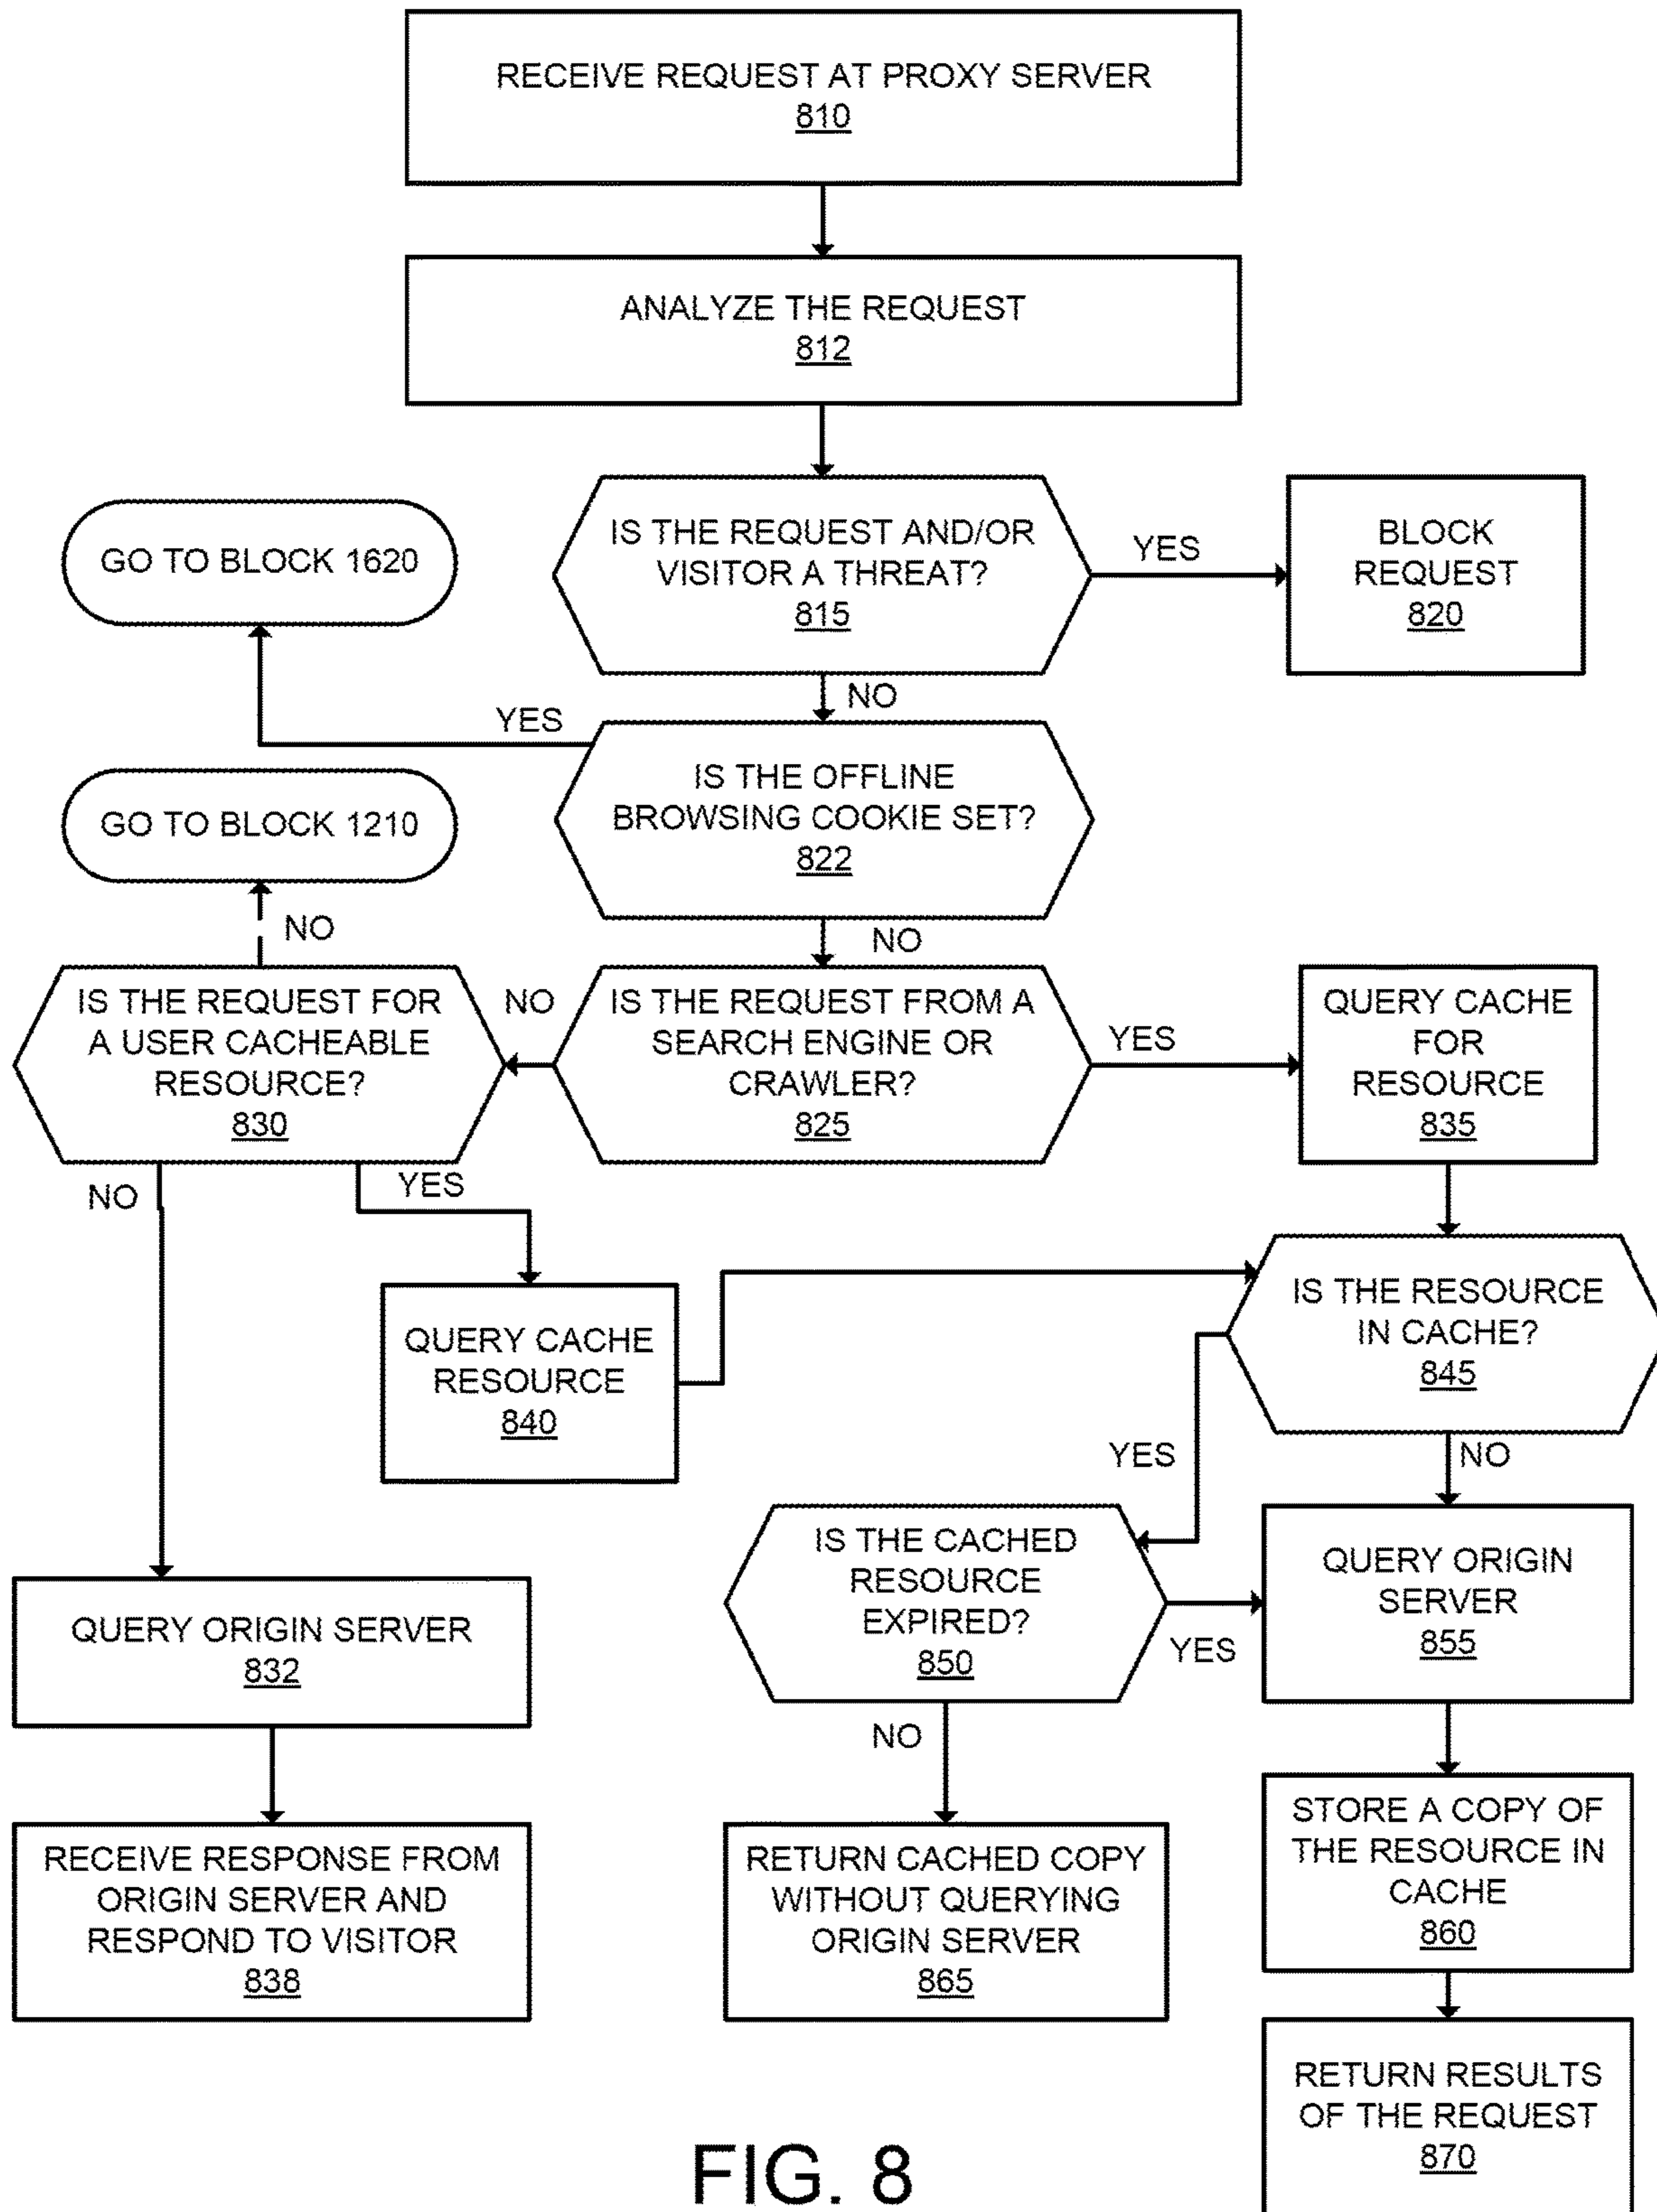 RECEIVE REQUEST AT PROXY SERVER
810
ANALYZE THE REQUEST
812
IS THE REQUEST AND/OR
VISITOR A THREAT?
815
YES
BLOCK
REQUEST
820
GO TO BLOCK 1620
NO
YES
IS THE OFFLINE
BROWSING COOKIE SET?
822
GO TO BLOCK 1210
NO
NO
IS THE REQUEST FOR
A USER CACHEABLE
RESOURCE?
830
NO
IS THE REQUEST FROM A
SEARCH ENGINE OR
CRAWLER?
825
YES
QUERY CACHE
FOR
RESOURCE
835
NO
YES
QUERY CACHE
RESOURCE
840
IS THE RESOURCE
IN CACHE?
845
YES
NO
IS THE CACHED
RESOURCE
EXPIRED?
850
YES
QUERY ORIGIN
SERVER
855
QUERY ORIGIN SERVER
832
NO
RECEIVE RESPONSE FROM
ORIGIN SERVER AND
RESPOND TO VISITOR
838
RETURN CACHED COPY
WITHOUT QUERYING
ORIGIN SERVER
865
STORE A COPY OF
THE RESOURCE IN
CACHE
860
RETURN RESULTS
OF THE REQUEST
870
FIG. 8